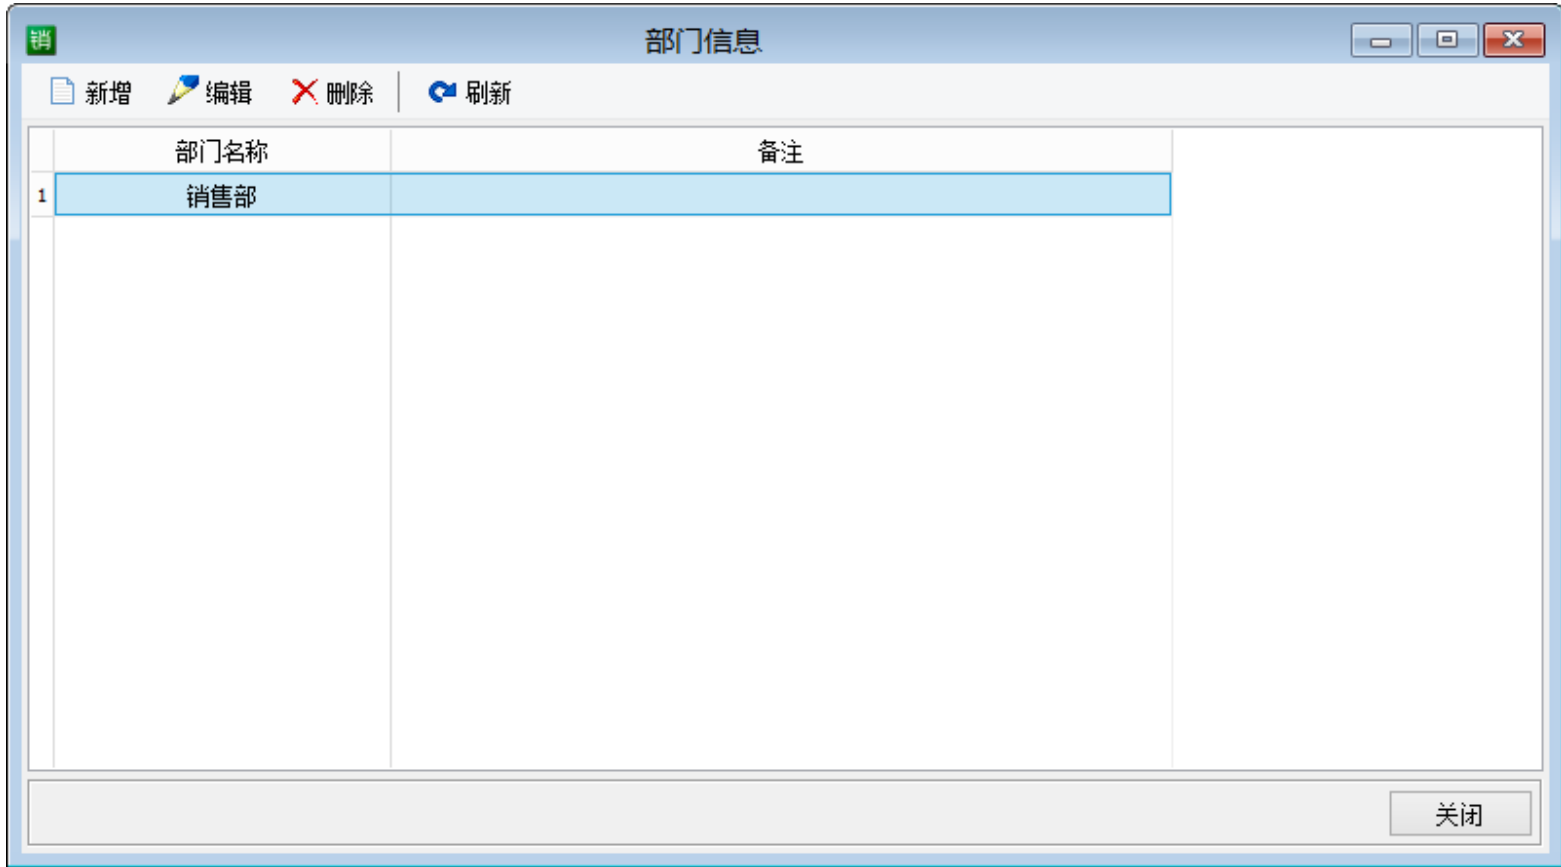 销 部门信息
新增 编辑 删除 刷新
部门名称 备注
1 销售部
关闭